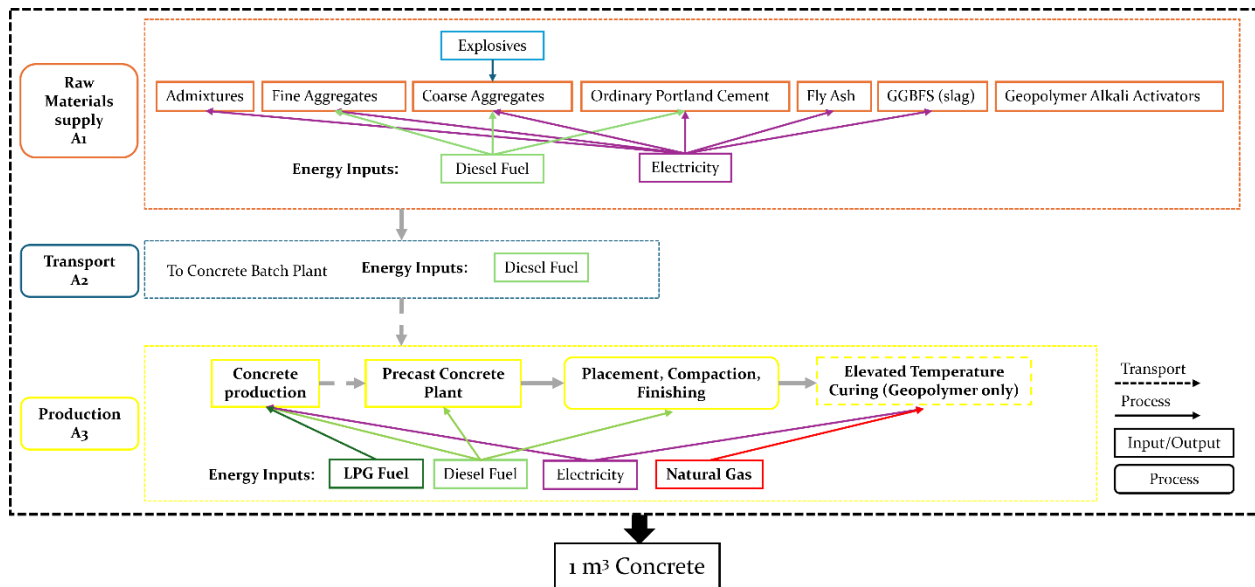 Explosives
Raw
Materials
supply
A1
Admixtures
Fine Aggregates
Coarse Aggregates
Ordinary Portland Cement
Fly Ash
GGBFS (slag)
Geopolymer Alkali Activators
Energy Inputs:
Diesel Fuel
Electricity
Transport
A2
To Concrete Batch Plant
Energy Inputs:
Diesel Fuel
Production
A3
Concrete
production
Precast Concrete
Plant
Placement, Compaction,
Finishing
Elevated Temperature
Curing (Geopolymer only)
Energy Inputs:
LPG Fuel
Diesel Fuel
Electricity
Natural Gas
Transport
Process
Input/Output
Process
1 m³ Concrete